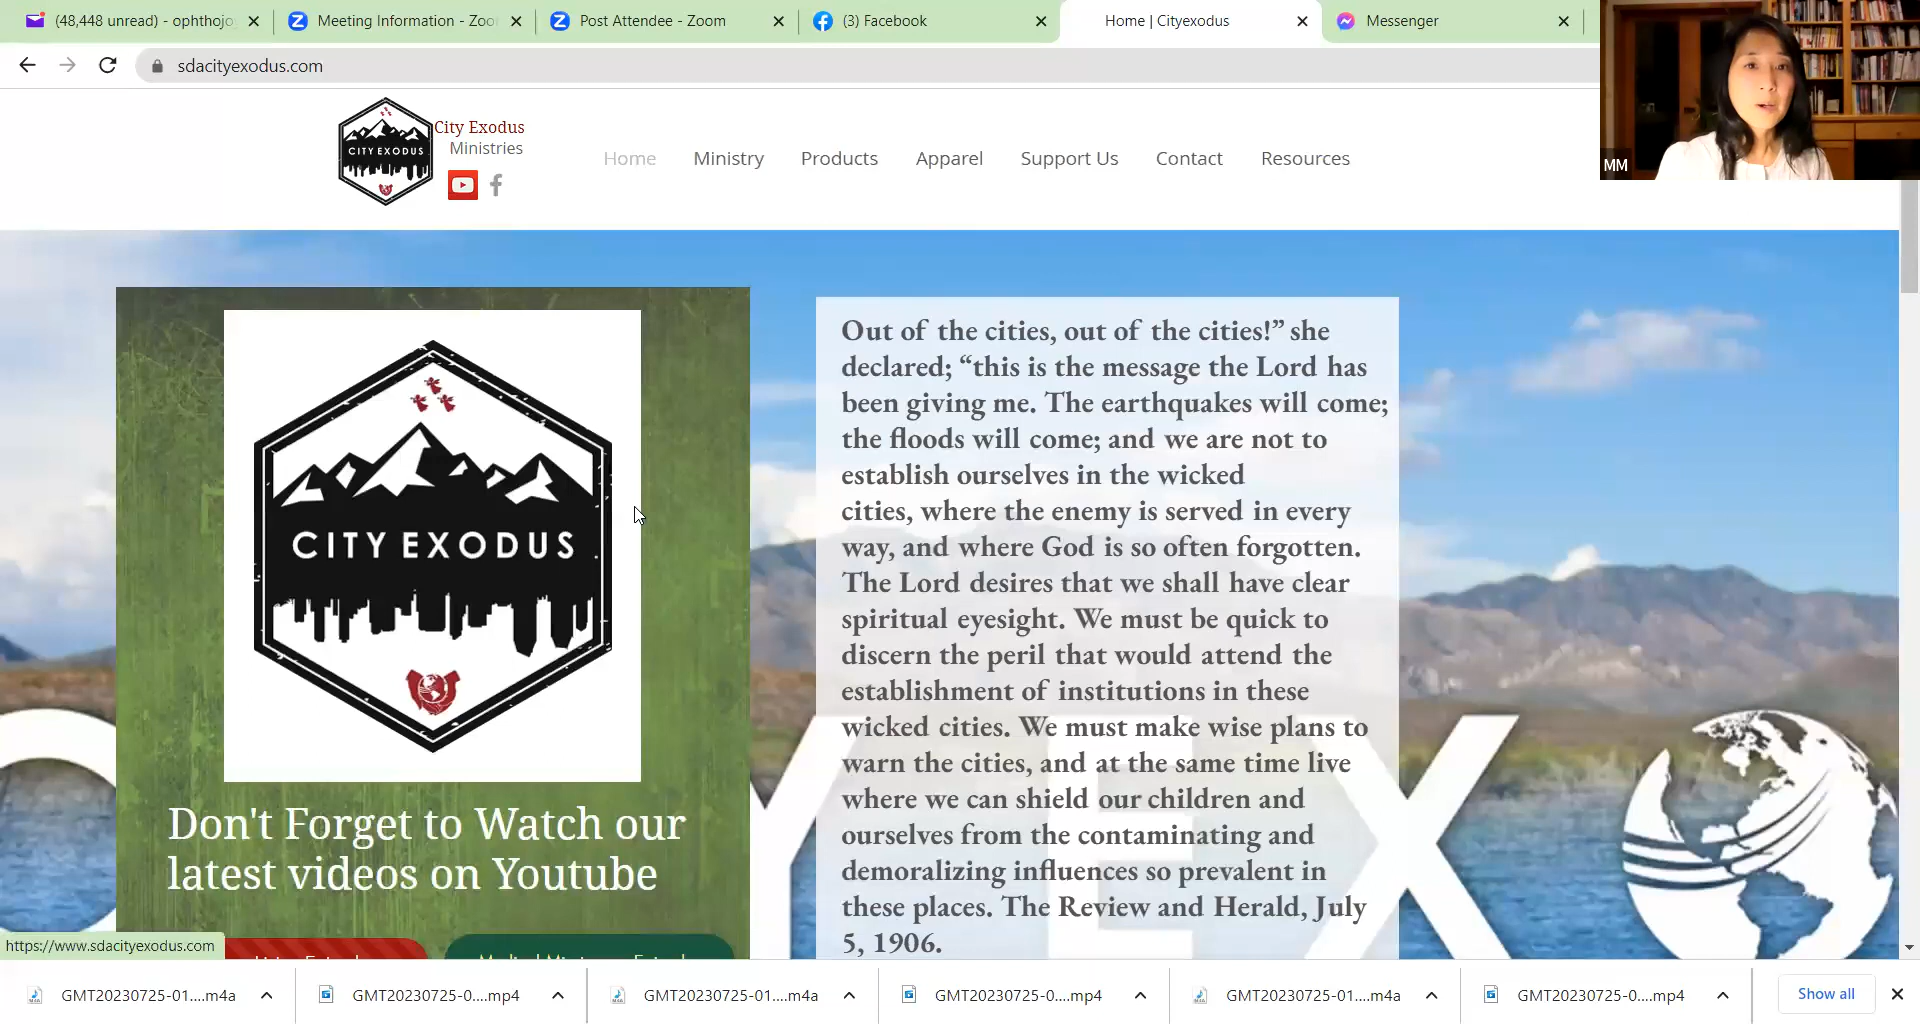 (48,448 unread) - ophthojo
Meeting Information - Zoo
Post Attendee - Zoom
(3) Facebook
Home | Cityexodus
Messenger
sdacityexodus.com
MM
CITY EXODUS
City Exodus
Ministries
Home
Ministry
Products
Apparel
Support Us
Contact
Resources
CITY EXODUS
Don't Forget to Watch our
latest videos on Youtube
Out of the cities, out of the cities!” she
declared; “this is the message the Lord has
been giving me. The earthquakes will come;
the floods will come; and we are not to
establish ourselves in the wicked
cities, where the enemy is served in every
way, and where God is so often forgotten.
The Lord desires that we shall have clear
spiritual eyesight. We must be quick to
discern the peril that would attend the
establishment of institutions in these
wicked cities. We must make wise plans to
warn the cities, and at the same time live
where we can shield our children and
ourselves from the contaminating and
demoralizing influences so prevalent in
these places. The Review and Herald, July
5, 1906.
Y EX
https://www.sdacityexodus.com
GMT20230725-01....m4a
GMT20230725-0....mp4
GMT20230725-01....m4a
GMT20230725-0....mp4
GMT20230725-01....m4a
GMT20230725-0....mp4
Show all